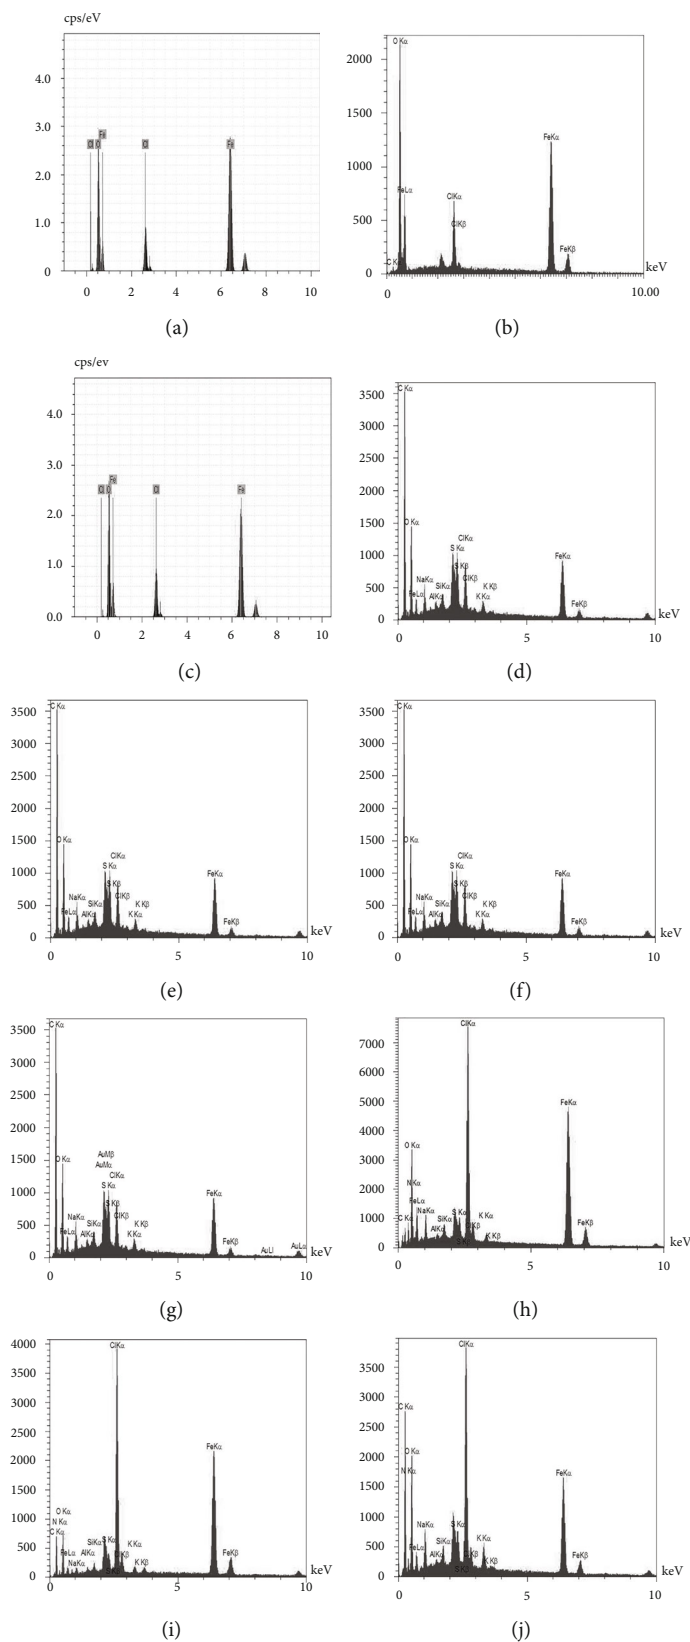 cps/eV
4.0
3.0
2.0
1.0
0
Cl O Fe Cl Fe
0 2 4 6 8 10
(a)
2000
1500
1000
500
0
O Kα
FeLα
ClKα
ClKβ
FeKα
FeKβ
0 10.00 keV
(b)
cps/ev
4.0
3.0
2.0
1.0
0.0
Cl O Fe Cl Fe
0 2 4 6 8 10
(c)
3500
3000
2500
2000
1500
1000
500
0
C Kα
O Kα
FeLα
NaKα
AlKα
SiKα
S Kα
S Kβ
ClKα
ClKβ
K Kα
K Kβ
FeKα
FeKβ
0 5 10 keV
(d)
3500
3000
2500
2000
1500
1000
500
0
C Kα
O Kα
FeLα
NaKα
AlKα
SiKα
S Kα
S Kβ
ClKα
ClKβ
K Kα
K Kβ
FeKα
FeKβ
0 5 10 keV
(e)
3500
3000
2500
2000
1500
1000
500
0
C Kα
O Kα
FeLα
NaKα
AlKα
SiKα
S Kα
S Kβ
ClKα
ClKβ
K Kα
K Kβ
FeKα
FeKβ
0 5 10 keV
(f)
3500
3000
2500
2000
1500
1000
500
0
C Kα
O Kα
FeLα
NaKα
AlKα
SiKα
AuMβ
AuMα
S Kα
S Kβ
ClKα
ClKβ
K Kα
K Kβ
FeKα
FeKβ
AuLl
AuLα
0 5 10 keV
(g)
7000
6000
5000
4000
3000
2000
1000
0
ClKα
O Kα
N Kα
FeLα
C Kα
NaKα
SiKα
AlKα
S Kα
K Kα
K Kβ
FeKα
FeKβ
0 5 10 keV
(h)
4000
3500
3000
2500
2000
1500
1000
500
0
ClKα
O Kα
N Kα
C Kα
FeLα
NaKα
AlKα
SiKα
S Kα
K Kα
K Kβ
FeKα
FeKβ
0 5 10 keV
(i)
3500
3000
2500
2000
1500
1000
500
0
ClKα
C Kα
O Kα
N Kα
FeLα
NaKα
AlKα
SiKα
S Kα
K Kα
K Kβ
FeKα
FeKβ
0 5 10 keV
(j)